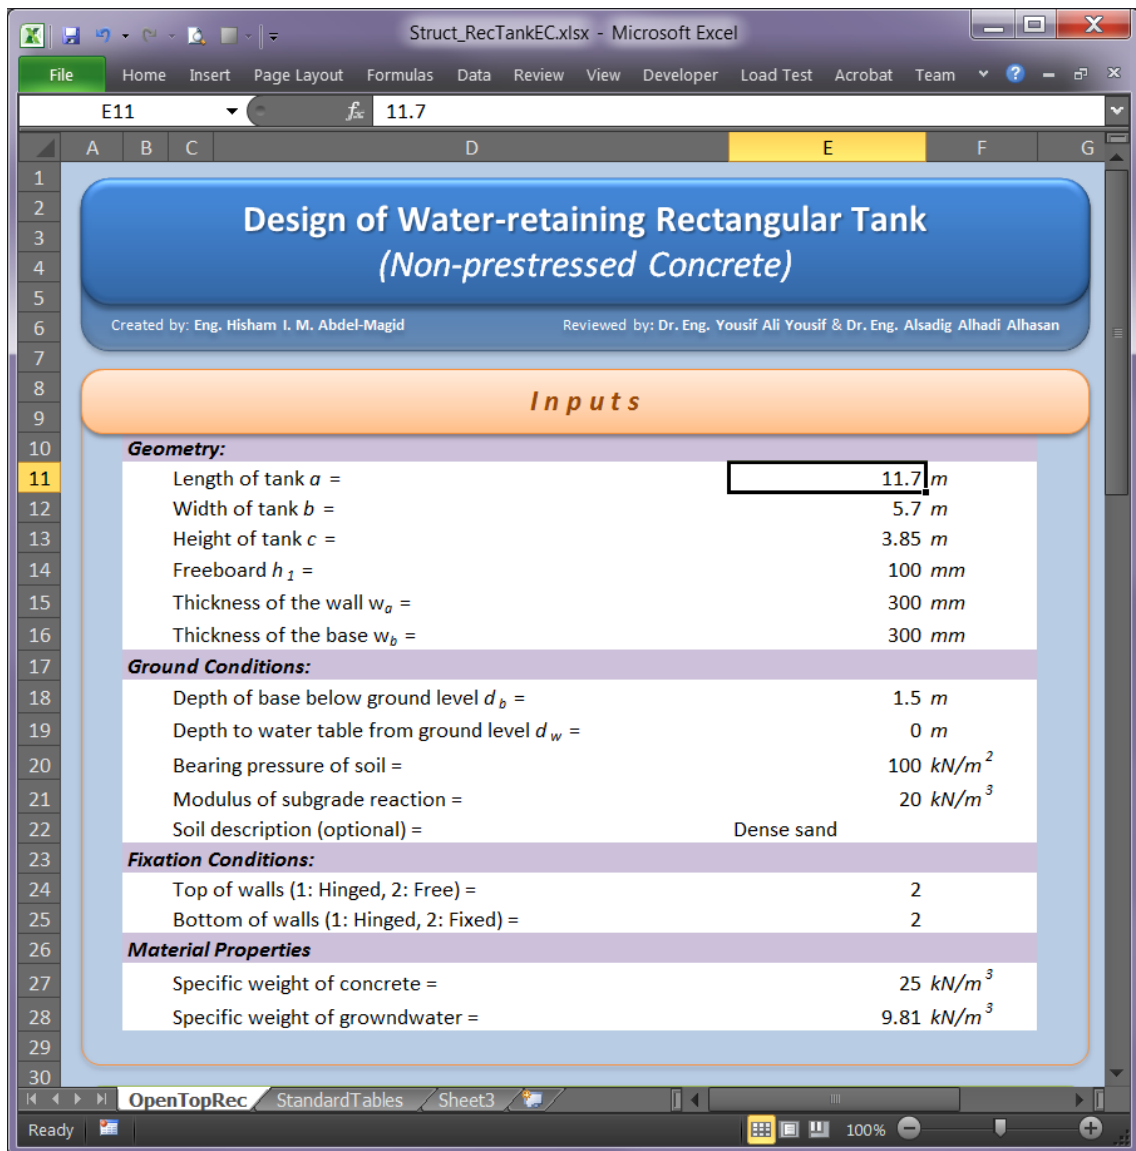 Struct_RecTankEC.xlsx - Microsoft Excel
File Home Insert Page Layout Formulas Data Review View Developer Load Test Acrobat Team
E11 fx 11.7
A B C D E F G
1
2 Design of Water-retaining Rectangular Tank
3
4 (Non-prestressed Concrete)
5
6 Created by: Eng. Hisham I. M. Abdel-Magid Reviewed by: Dr. Eng. Yousif Ali Yousif & Dr. Eng. Alsadig Alhadi Alhasan
7
8
Inputs
9
10 Geometry:
11 Length of tank a = 11.7 m
12 Width of tank b = 5.7 m
13 Height of tank c = 3.85 m
14 Freeboard h1 = 100 mm
15 Thickness of the wall wa = 300 mm
16 Thickness of the base wb = 300 mm
17 Ground Conditions:
18 Depth of base below ground level db = 1.5 m
19 Depth to water table from ground level dw = 0 m
20 Bearing pressure of soil = 100 kN/m2
21 Modulus of subgrade reaction = 20 kN/m3
22 Soil description (optional) = Dense sand
23 Fixation Conditions:
24 Top of walls (1: Hinged, 2: Free) = 2
25 Bottom of walls (1: Hinged, 2: Fixed) = 2
26 Material Properties
27 Specific weight of concrete = 25 kN/m3
28 Specific weight of growndwater = 9.81 kN/m3
29
30
OpenTopRec StandardTables Sheet3
Ready 100%